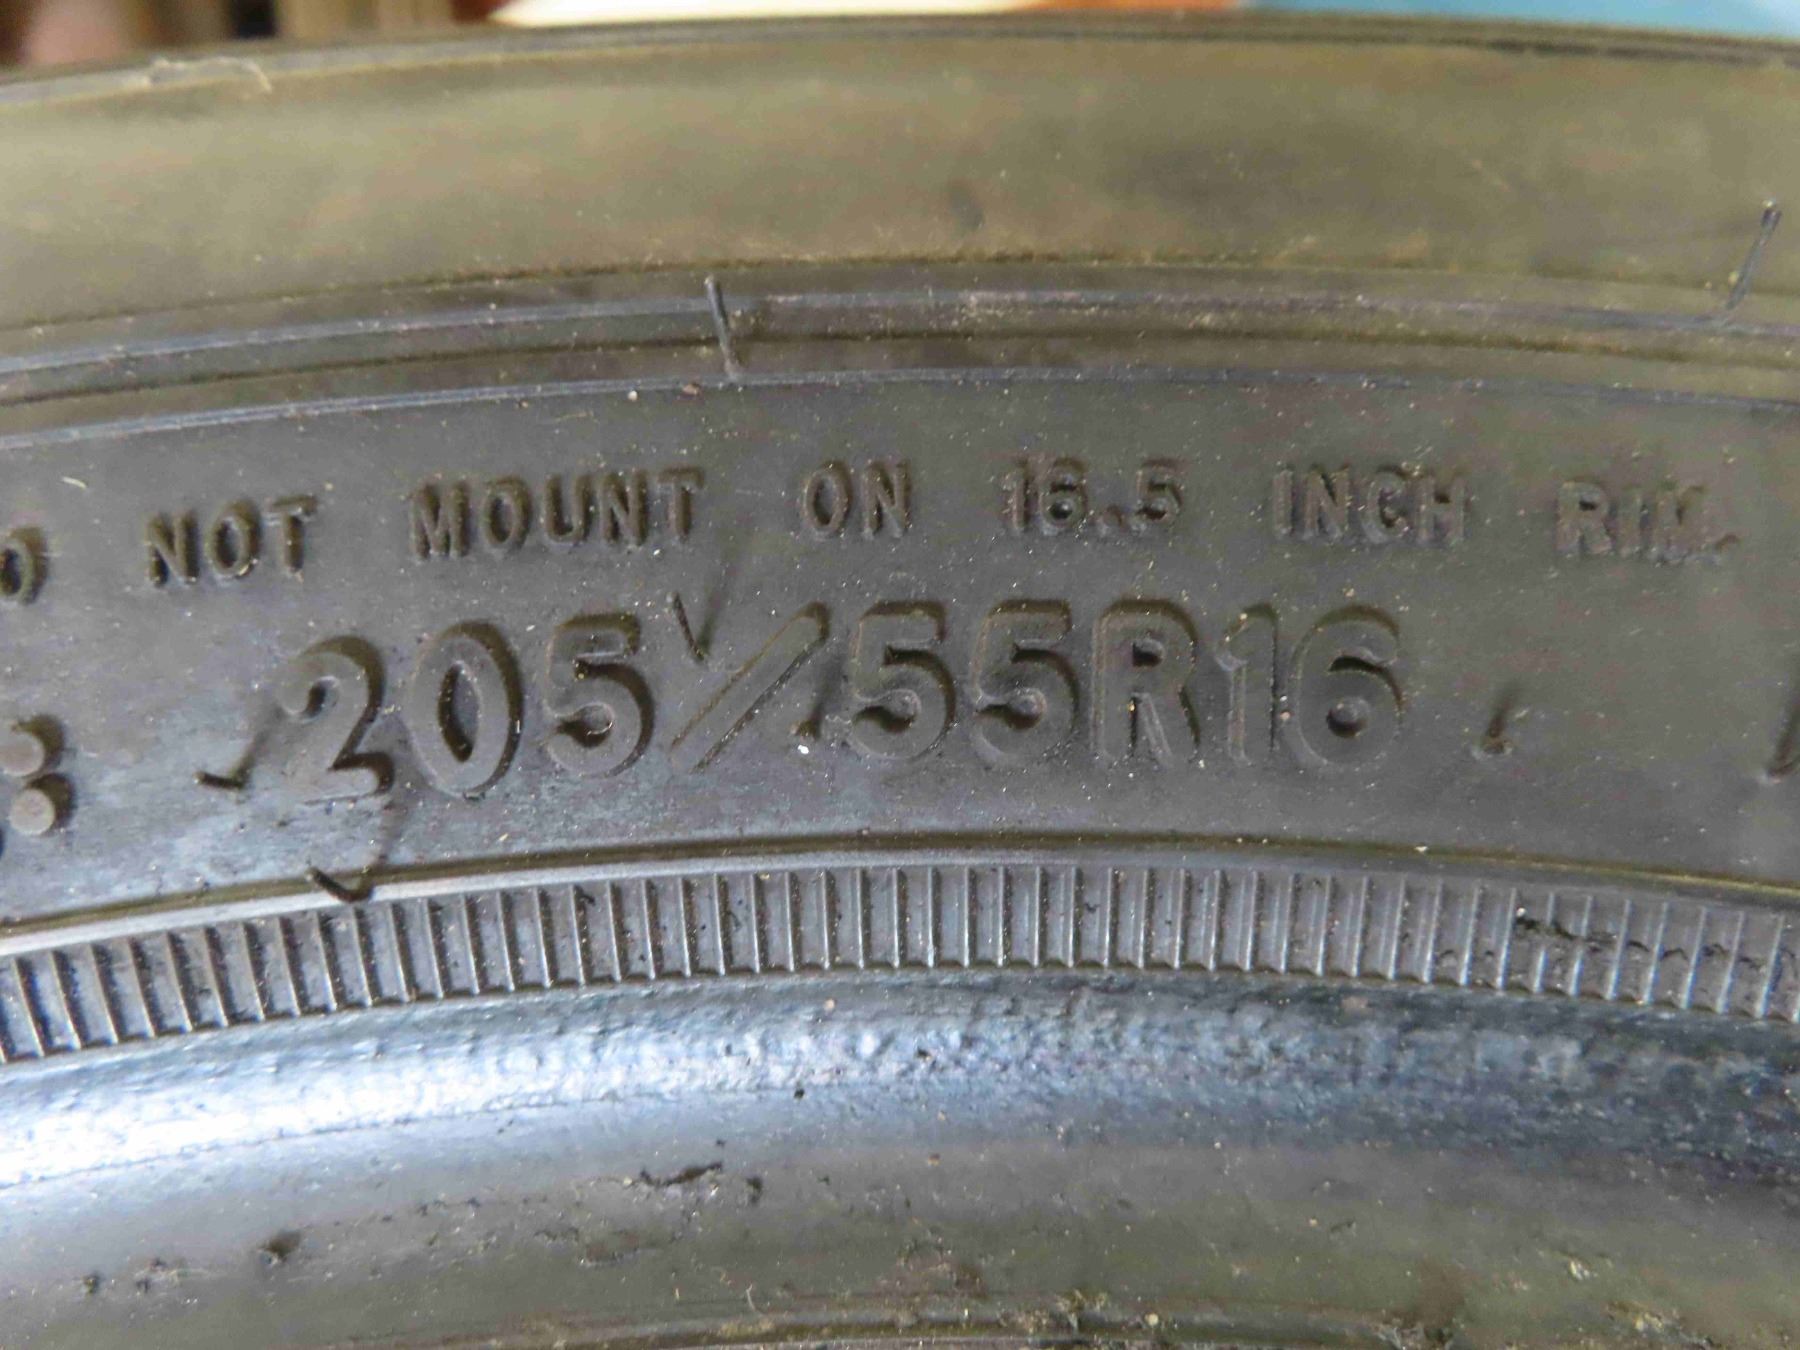 O NOT MOUNT ON 16.5 INCH RIM.
205/55R16